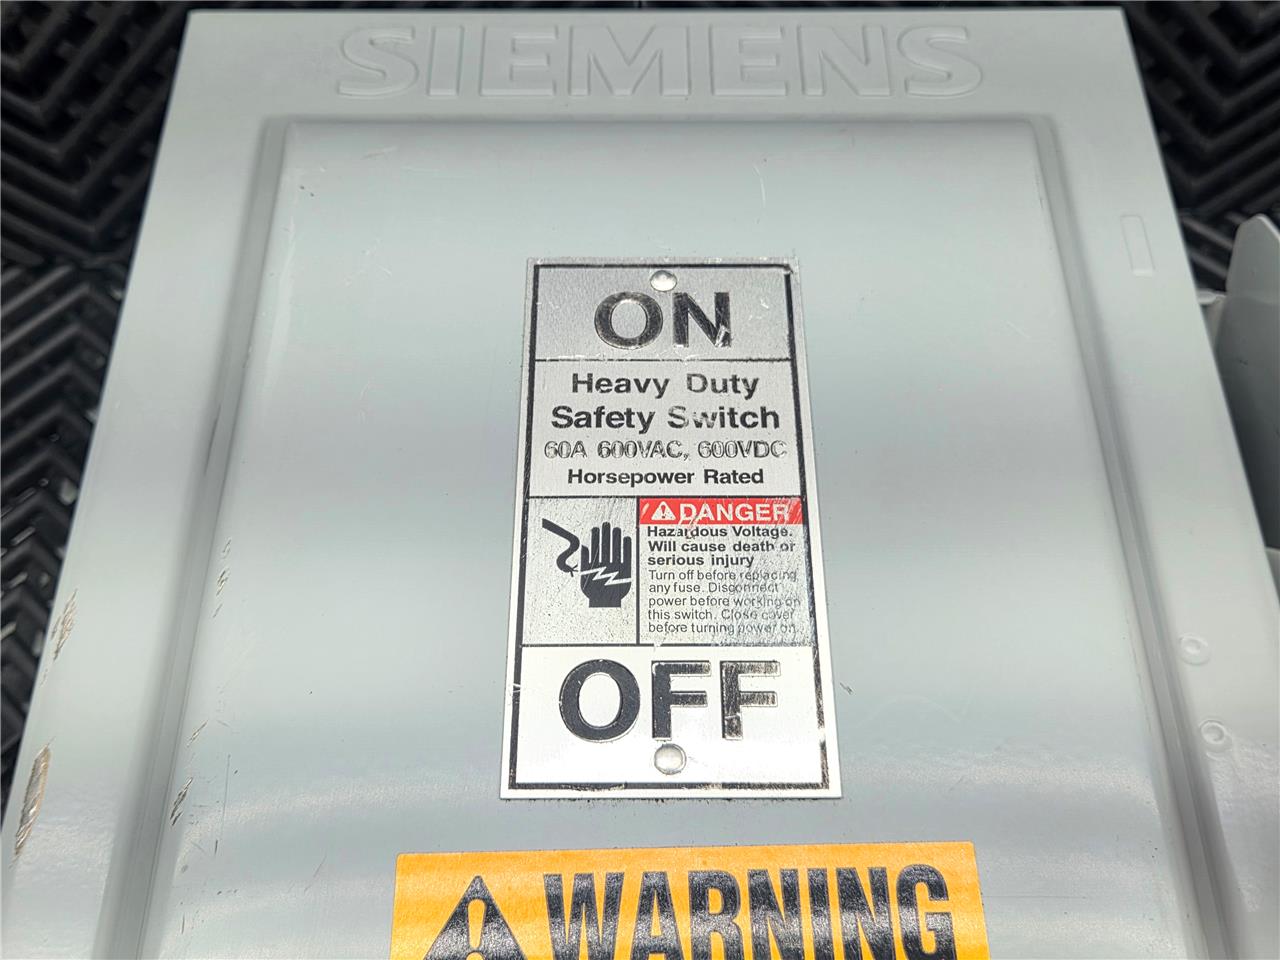 SIEMENS
ON
Heavy Duty
Safety Switch
60A 600VAC, 600VDC
Horsepower Rated
DANGER
Hazardous Voltage.
Will cause death or
serious injury
Turn off before replacing
any fuse. Disconnect
power before working on
this switch. Close cover
before turning power on.
OFF
WARNING